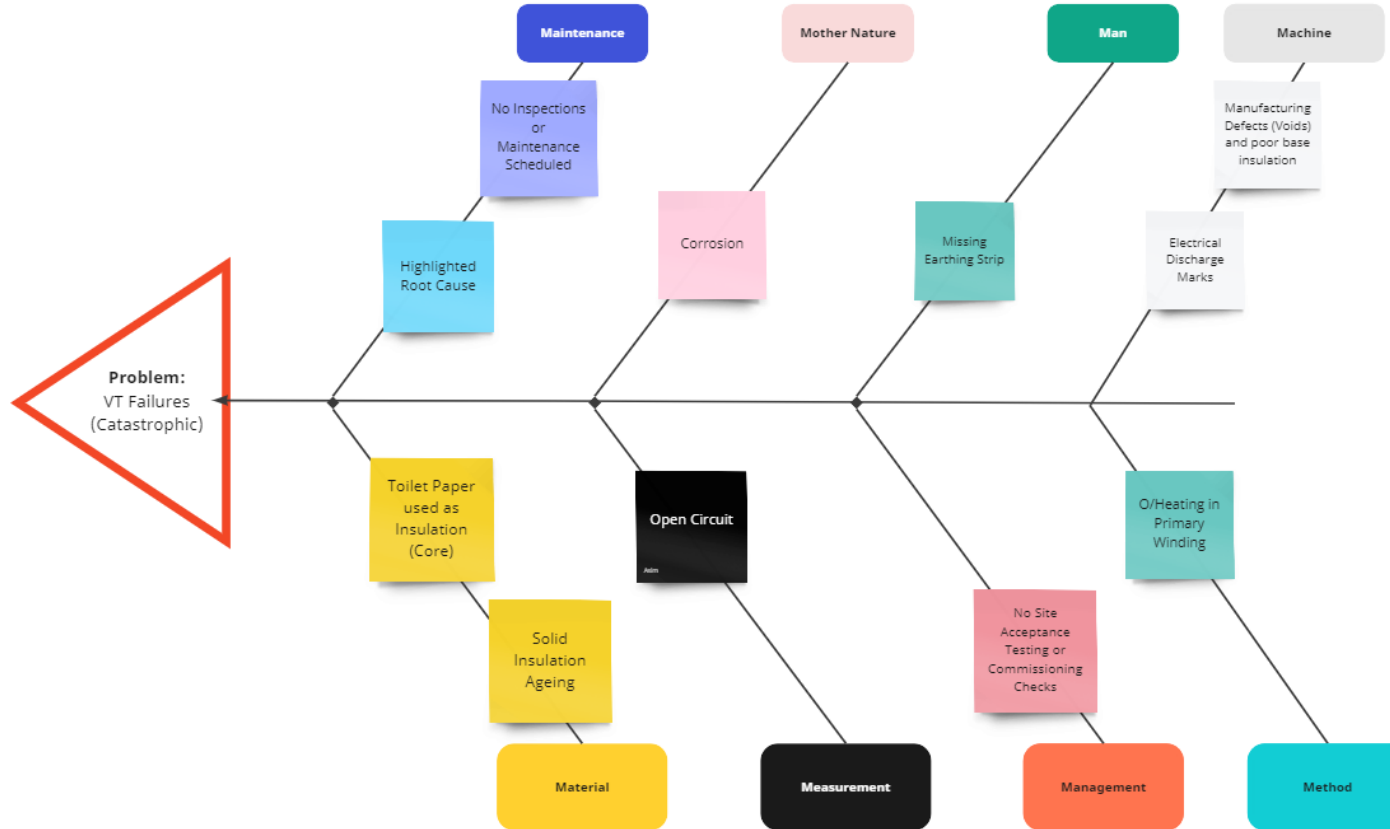 Maintenance
Mother Nature
Man
Machine
No Inspections
or
Maintenance
Scheduled
Manufacturing
Defects (Voids)
and poor base
insulation
Highlighted
Root Cause
Corrosion
Missing
Earthing Strip
Electrical
Discharge
Marks
Problem:
VT Failures
(Catastrophic)
Toilet Paper
used as
Insulation
(Core)
Open Circuit
Asim
O/Heating in
Primary
Winding
Solid
Insulation
Ageing
No Site
Acceptance
Testing or
Commissioning
Checks
Material
Measurement
Management
Method